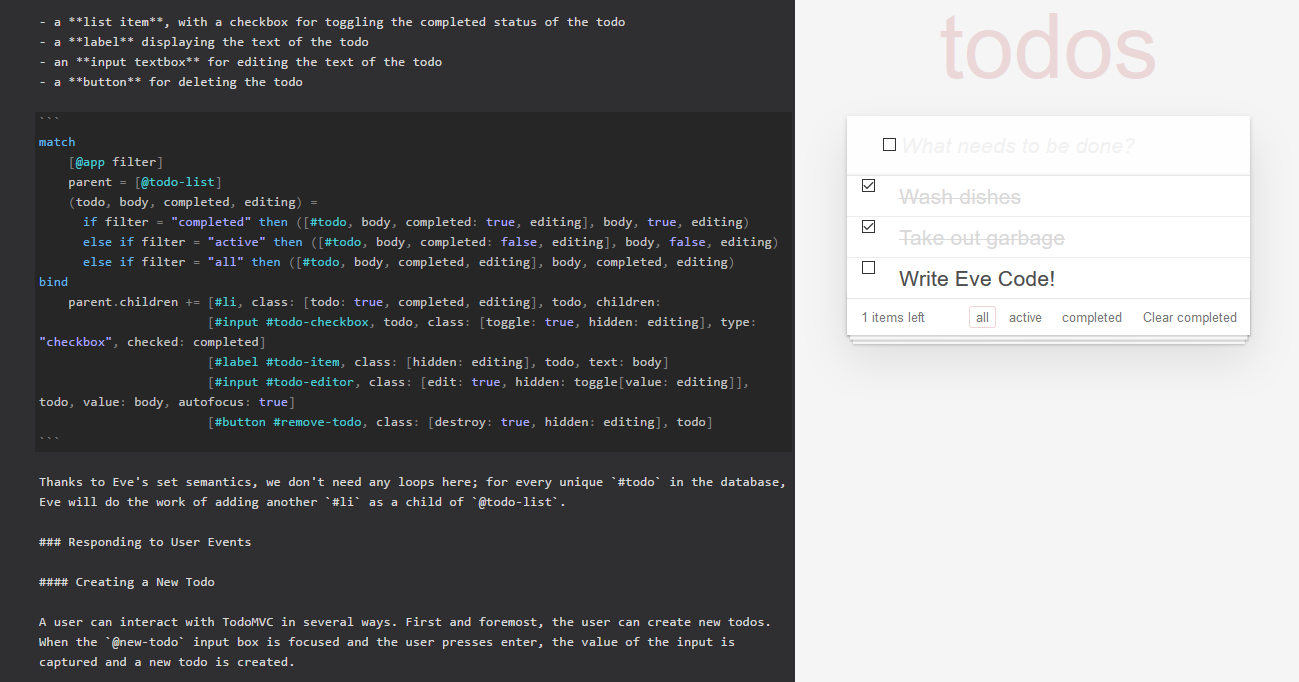 - a **list item**, with a checkbox for toggling the completed status of the todo
- a **label** displaying the text of the todo
- an **input textbox** for editing the text of the todo
- a **button** for deleting the todo
```
match
[@app filter]
parent = [@todo-list]
(todo, body, completed, editing) =
if filter = "completed" then ([#todo, body, completed: true, editing], body, true, editing)
else if filter = "active" then ([#todo, body, completed: false, editing], body, false, editing)
else if filter = "all" then ([#todo, body, completed, editing], body, completed, editing)
bind
parent.children += [#li, class: [todo: true, completed, editing], todo, children:
[#input #todo-checkbox, todo, class: [toggle: true, hidden: editing], type:
"checkbox", checked: completed]
[#label #todo-item, class: [hidden: editing], todo, text: body]
[#input #todo-editor, class: [edit: true, hidden: toggle[value: editing]],
todo, value: body, autofocus: true]
[#button #remove-todo, class: [destroy: true, hidden: editing], todo]
```
Thanks to Eve's set semantics, we don't need any loops here; for every unique `#todo` in the database,
Eve will do the work of adding another `#li` as a child of `@todo-list`.
### Responding to User Events
#### Creating a New Todo
A user can interact with TodoMVC in several ways. First and foremost, the user can create new todos.
When the `@new-todo` input box is focused and the user presses enter, the value of the input is
captured and a new todo is created.
todos
What needs to be done?
Wash dishes
Take out garbage
Write Eve Code!
1 items left all active completed Clear completed